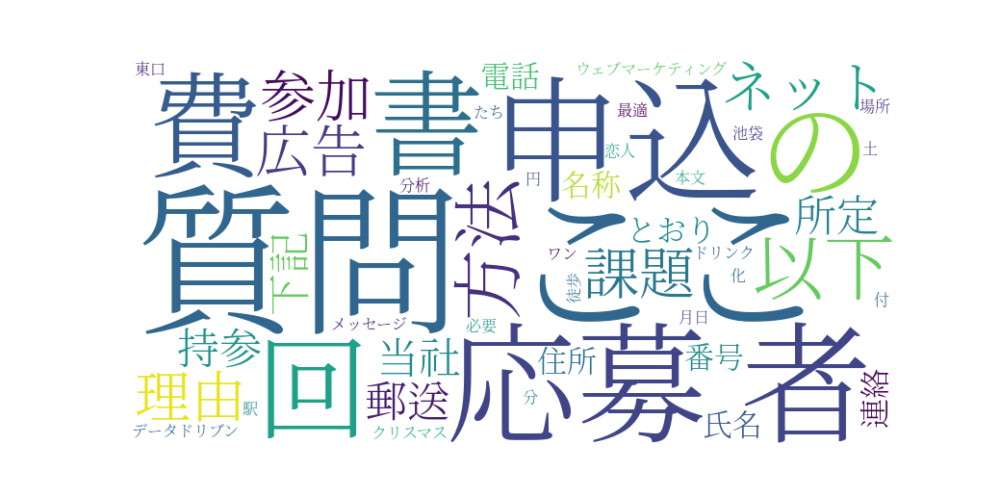 東口
費
参加
広告
書
電話
たち
ウェブマーケティング
最適
申込
ネット
の
場所
池袋
土
恋人
分析
円
名称
本文
質問
方法
ここ
とおり
所定
以下
下記
ワン
課題
ドリンク
徒歩
化
付
メッセージ
必要
月日
持参
回
当社
応募者
住所
番号
理由
駅
郵送
分
氏名
連絡
データドリブン
クリスマス